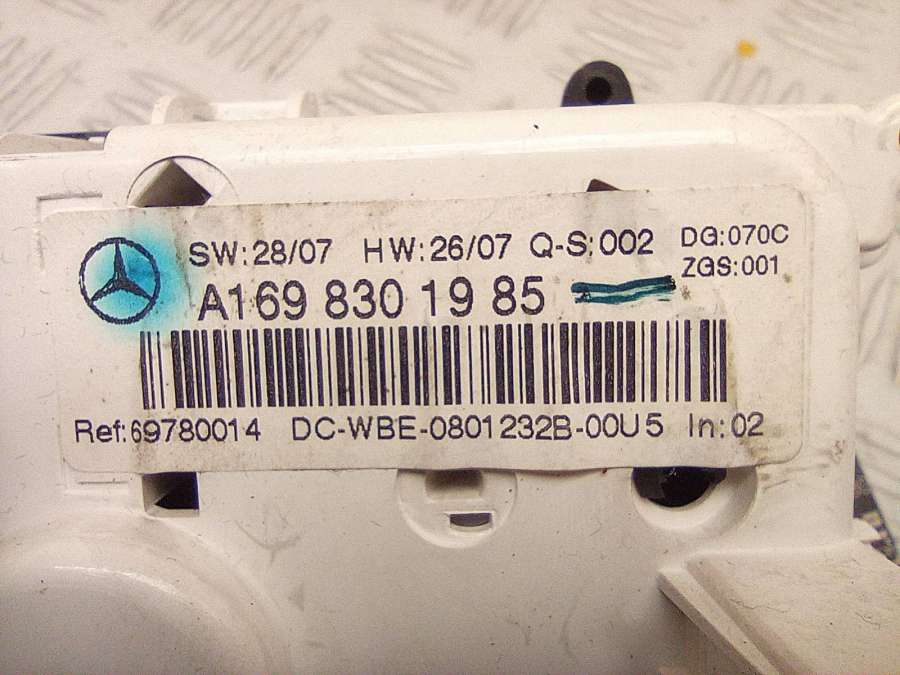 SW:28/07 HW:26/07 Q-S:002 DG:070C
ZGS:001
A169 830 19 85
Ref:69780014 DC-WBE-0801232B-00U5 In:02